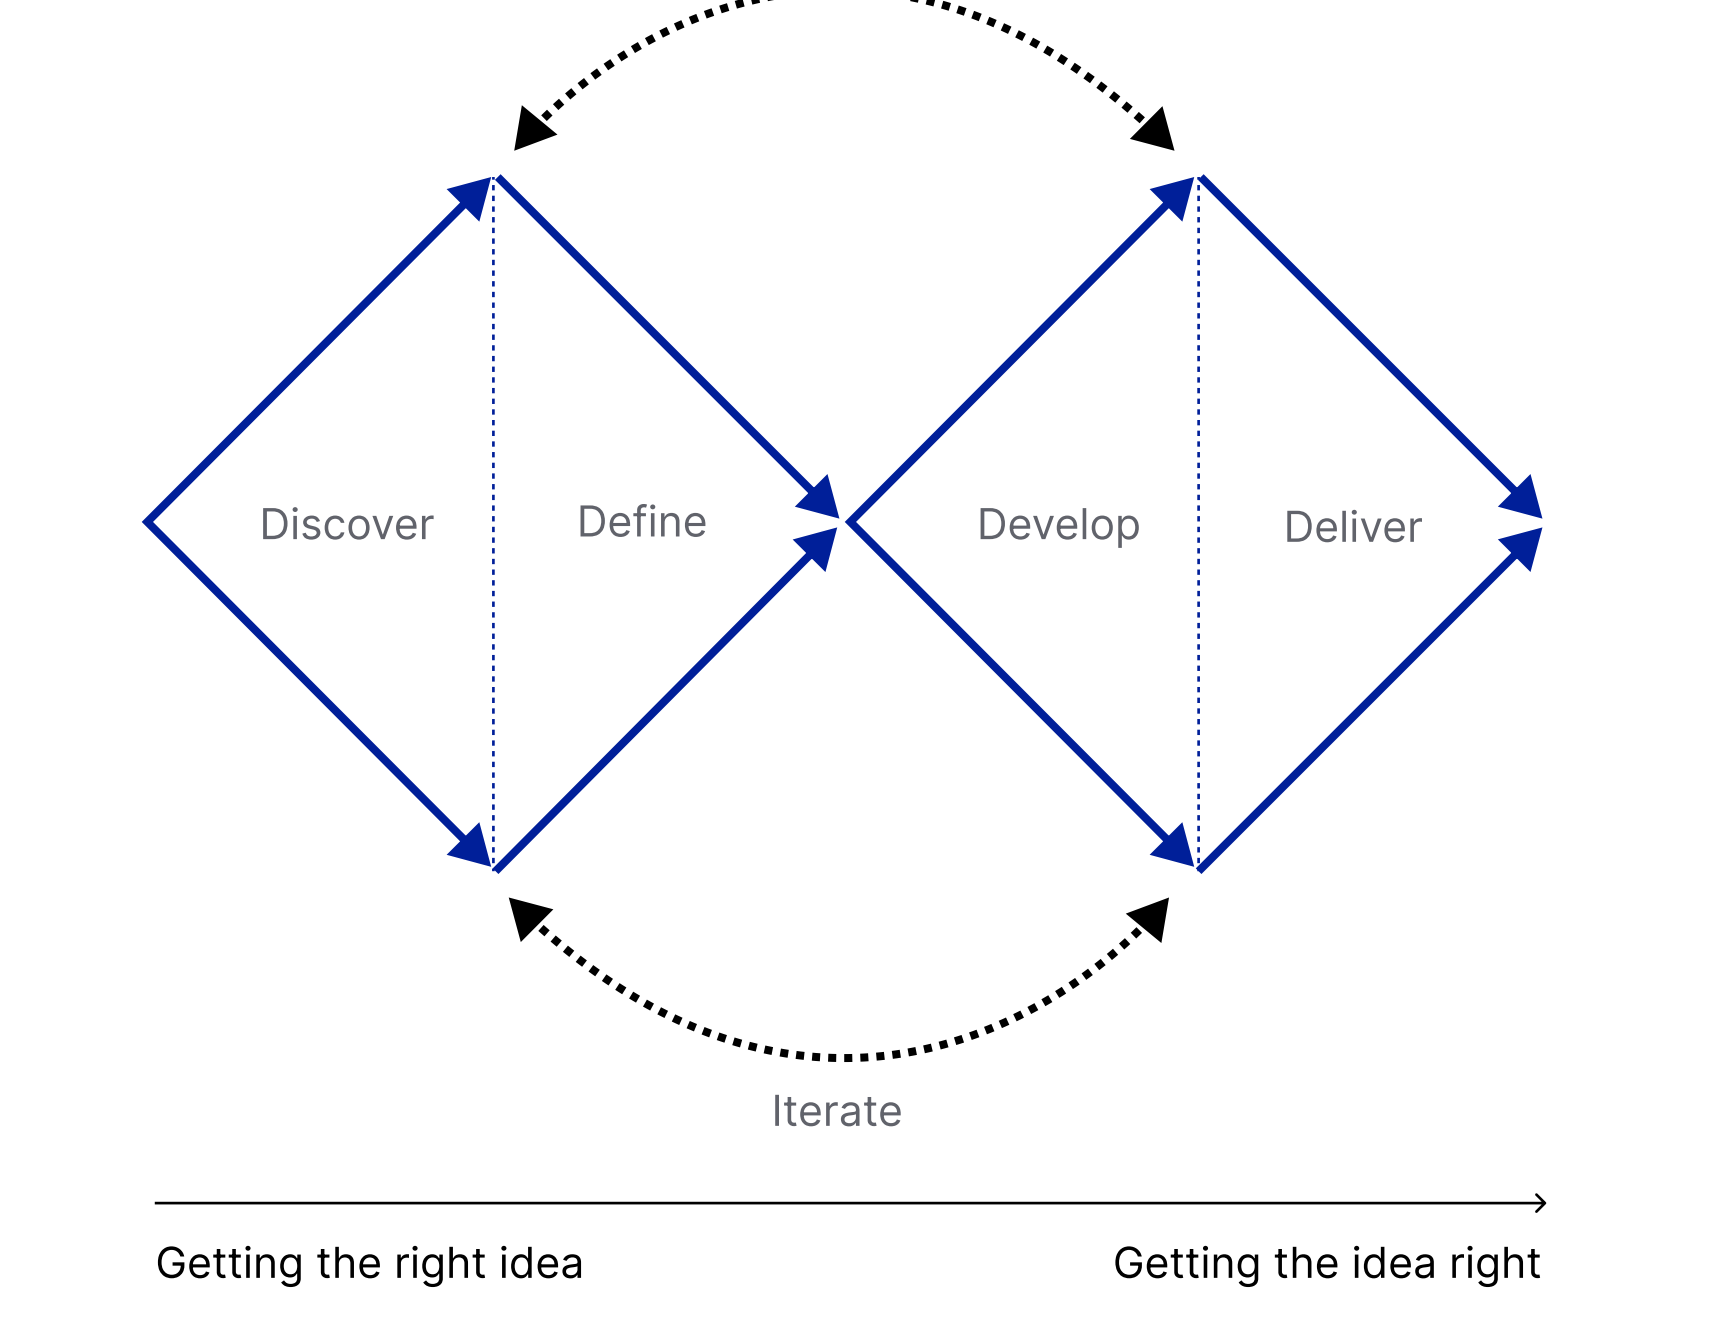 Discover
Define
Develop
Deliver
Iterate
Getting the right idea
Getting the idea right